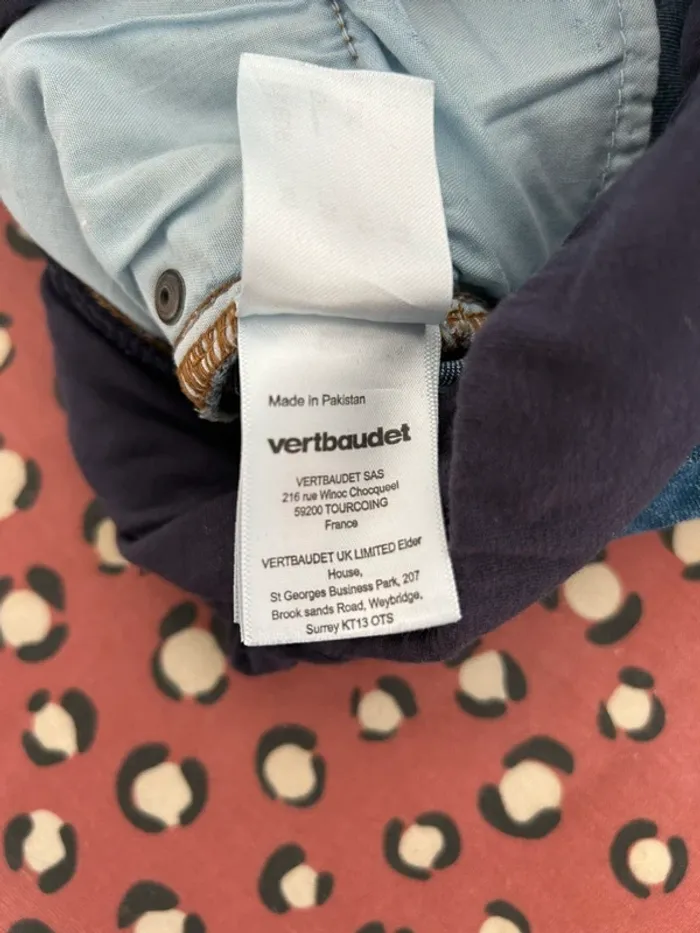 Made in Pakistan
vertbaudet
VERTBAUDET SAS
216 rue Winoc Chocqueel
59200 TOURCOING
France
VERTBAUDET UK LIMITED Elder
House,
St Georges Business Park, 207
Brook sands Road, Weybridge,
Surrey KT13 OTS